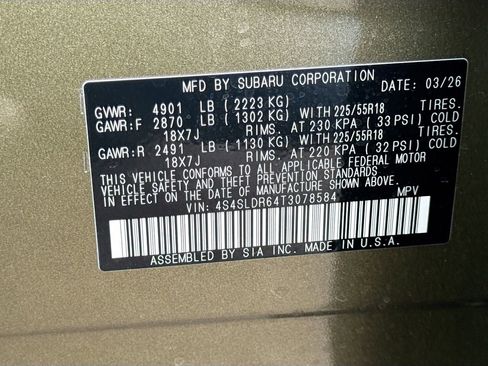 MFD BY SUBARU CORPORATION DATE: 03/26
GVWR: 4901 LB (2223 KG)
GAWR:F 2870 LB (1302 KG) WITH 225/55R18 TIRES.
18X7J RIMS. AT 230 KPA (33 PSI) COLD
GAWR:R 2491 LB (1130 KG) WITH 225/55R18 TIRES.
18X7J RIMS. AT 220 KPA (32 PSI) COLD
THIS VEHICLE CONFORMS TO ALL APPLICABLE FEDERAL MOTOR
VEHICLE SAFETY AND THEFT PREVENTION STANDARDS
IN EFFECT ON THE DATE OF MANUFACTURE SHOWN ABOVE.
VIN: 4S4SLDR64T3078584 MPV
ASSEMBLED BY SIA INC. MADE IN U.S.A.